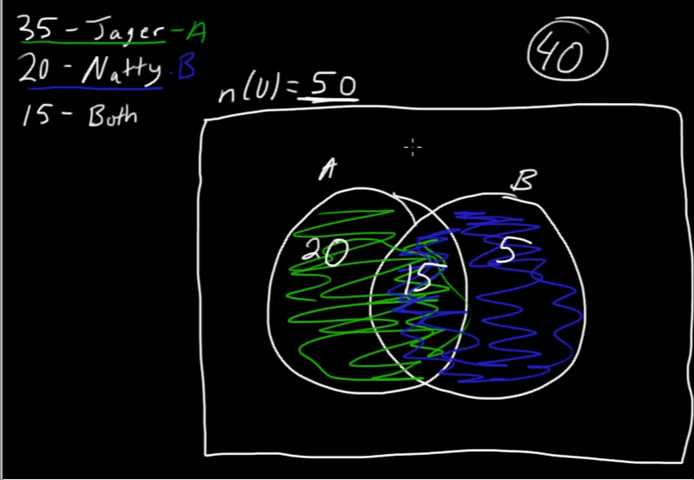 35 - Jager - A
20 - Natty B
15 - Both
40
n(U) = 50
A
B
20
15
5